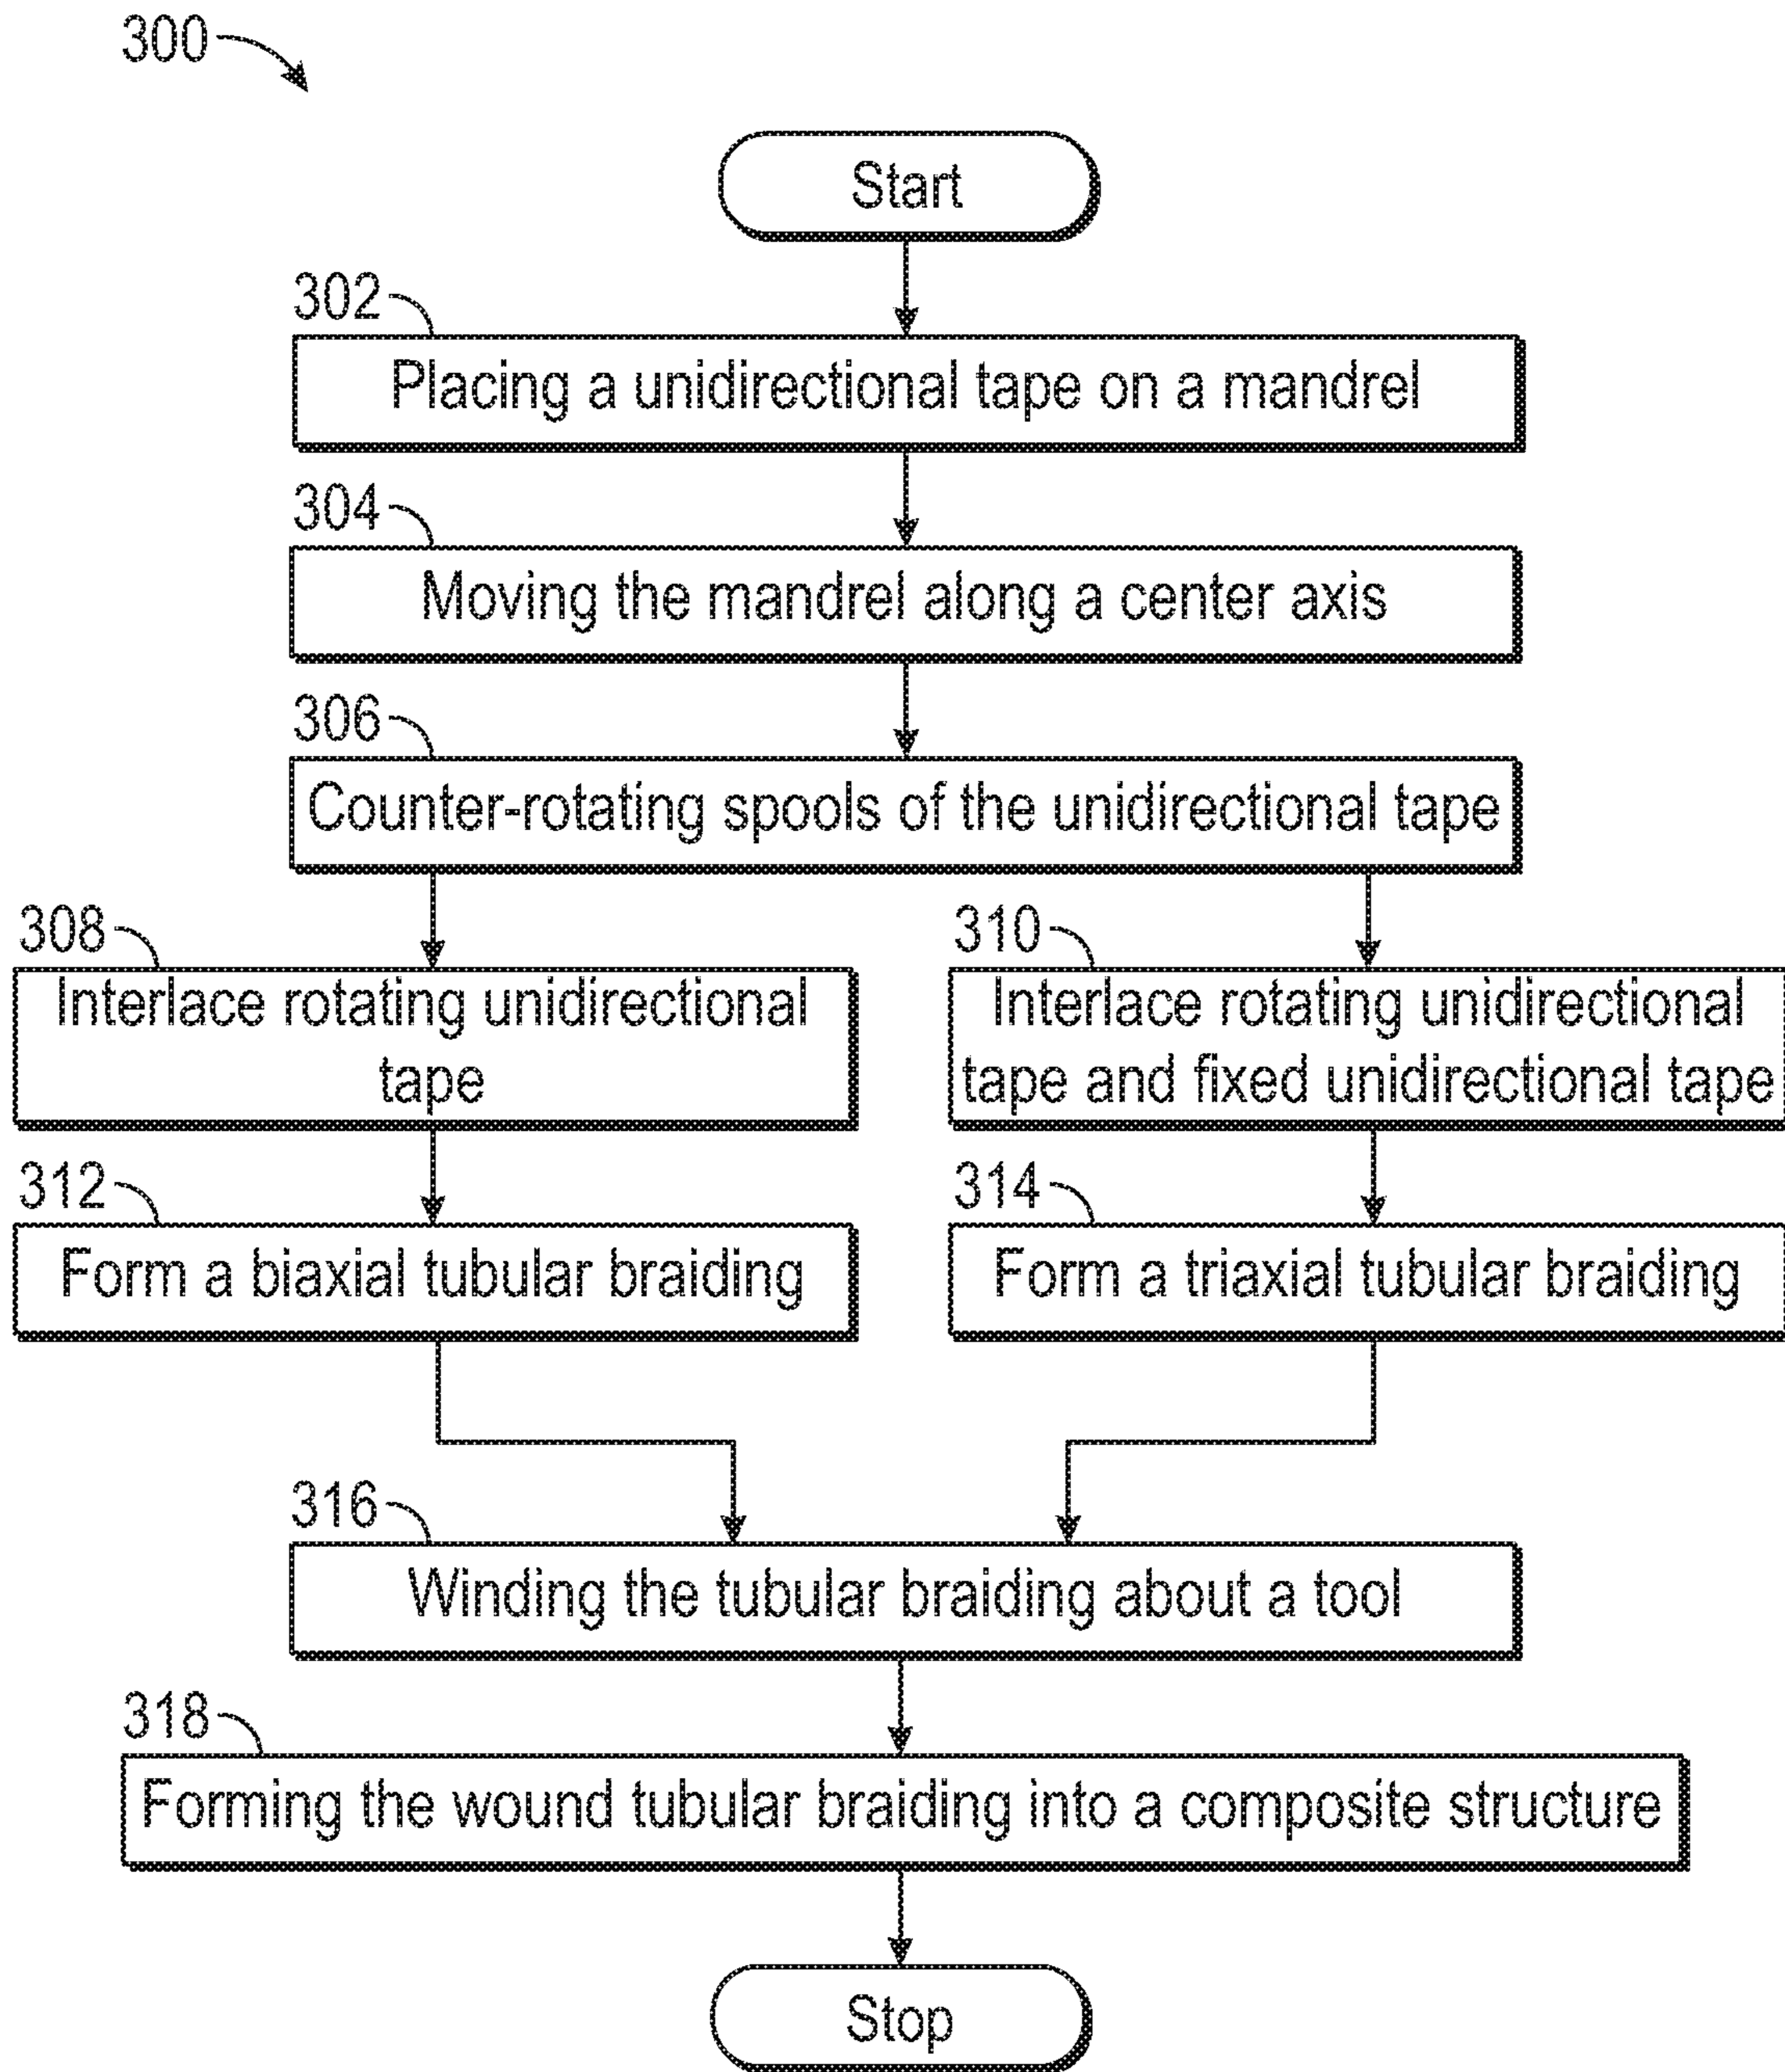 300
Start
302
Placing a unidirectional tape on a mandrel
304
Moving the mandrel along a center axis
306
Counter-rotating spools of the unidirectional tape
308
Interlace rotating unidirectional
tape
310
Interlace rotating unidirectional
tape and fixed unidirectional tape
312
Form a biaxial tubular braiding
314
Form a triaxial tubular braiding
316
Winding the tubular braiding about a tool
318
Forming the wound tubular braiding into a composite structure
Stop